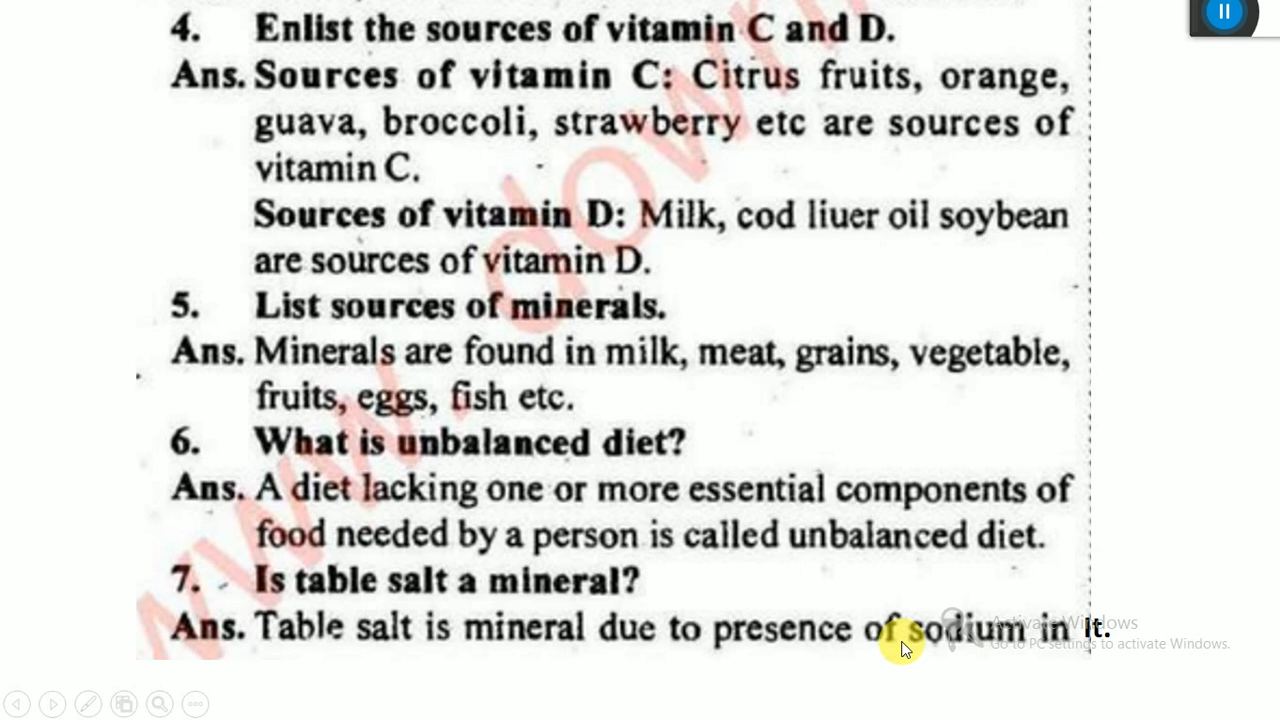 4. Enlist the sources of vitamin C and D.
Ans. Sources of vitamin C: Citrus fruits, orange,
guava, broccoli, strawberry etc are sources of
vitamin C.
Sources of vitamin D: Milk, cod liuer oil soybean
are sources of vitamin D.
5. List sources of minerals.
Ans. Minerals are found in milk, meat, grains, vegetable,
fruits, eggs, fish etc.
6. What is unbalanced diet?
Ans. A diet lacking one or more essential components of
food needed by a person is called unbalanced diet.
7. Is table salt a mineral?
Ans. Table salt is mineral due to presence of sodium in It.
Activate Windows
Go to PC settings to activate Windows.
www.down